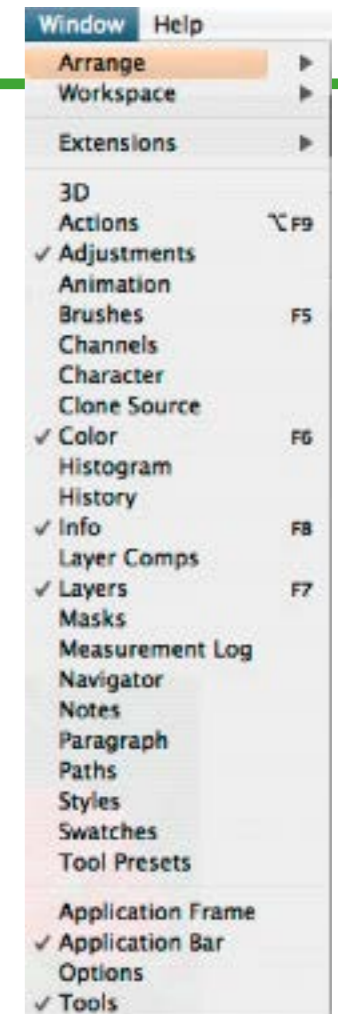 Window Help
Arrange ▶
Workspace ▶
Extensions ▶
3D
Actions ⌥F9
✓ Adjustments
Animation
Brushes F5
Channels
Character
Clone Source
✓ Color F6
Histogram
History
✓ Info F8
Layer Comps
✓ Layers F7
Masks
Measurement Log
Navigator
Notes
Paragraph
Paths
Styles
Swatches
Tool Presets
Application Frame
✓ Application Bar
Options
✓ Tools